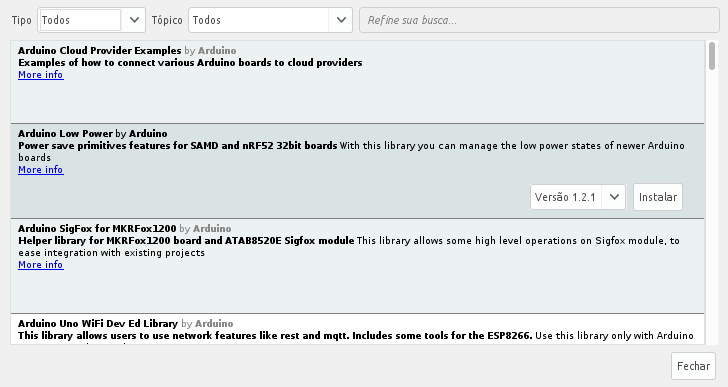 Tipo Todos Tópico Todos Refine sua busca...
Arduino Cloud Provider Examples by Arduino
Examples of how to connect various Arduino boards to cloud providers
More info
Arduino Low Power by Arduino
Power save primitives features for SAMD and nRF52 32bit boards With this library you can manage the low power states of newer Arduino
boards
More info
Versão 1.2.1 Instalar
Arduino SigFox for MKRFox1200 by Arduino
Helper library for MKRFox1200 board and ATAB8520E Sigfox module This library allows some high level operations on Sigfox module, to
ease integration with existing projects
More info
Arduino Uno WiFi Dev Ed Library by Arduino
This library allows users to use network features like rest and mqtt. Includes some tools for the ESP8266. Use this library only with Arduino
Fechar